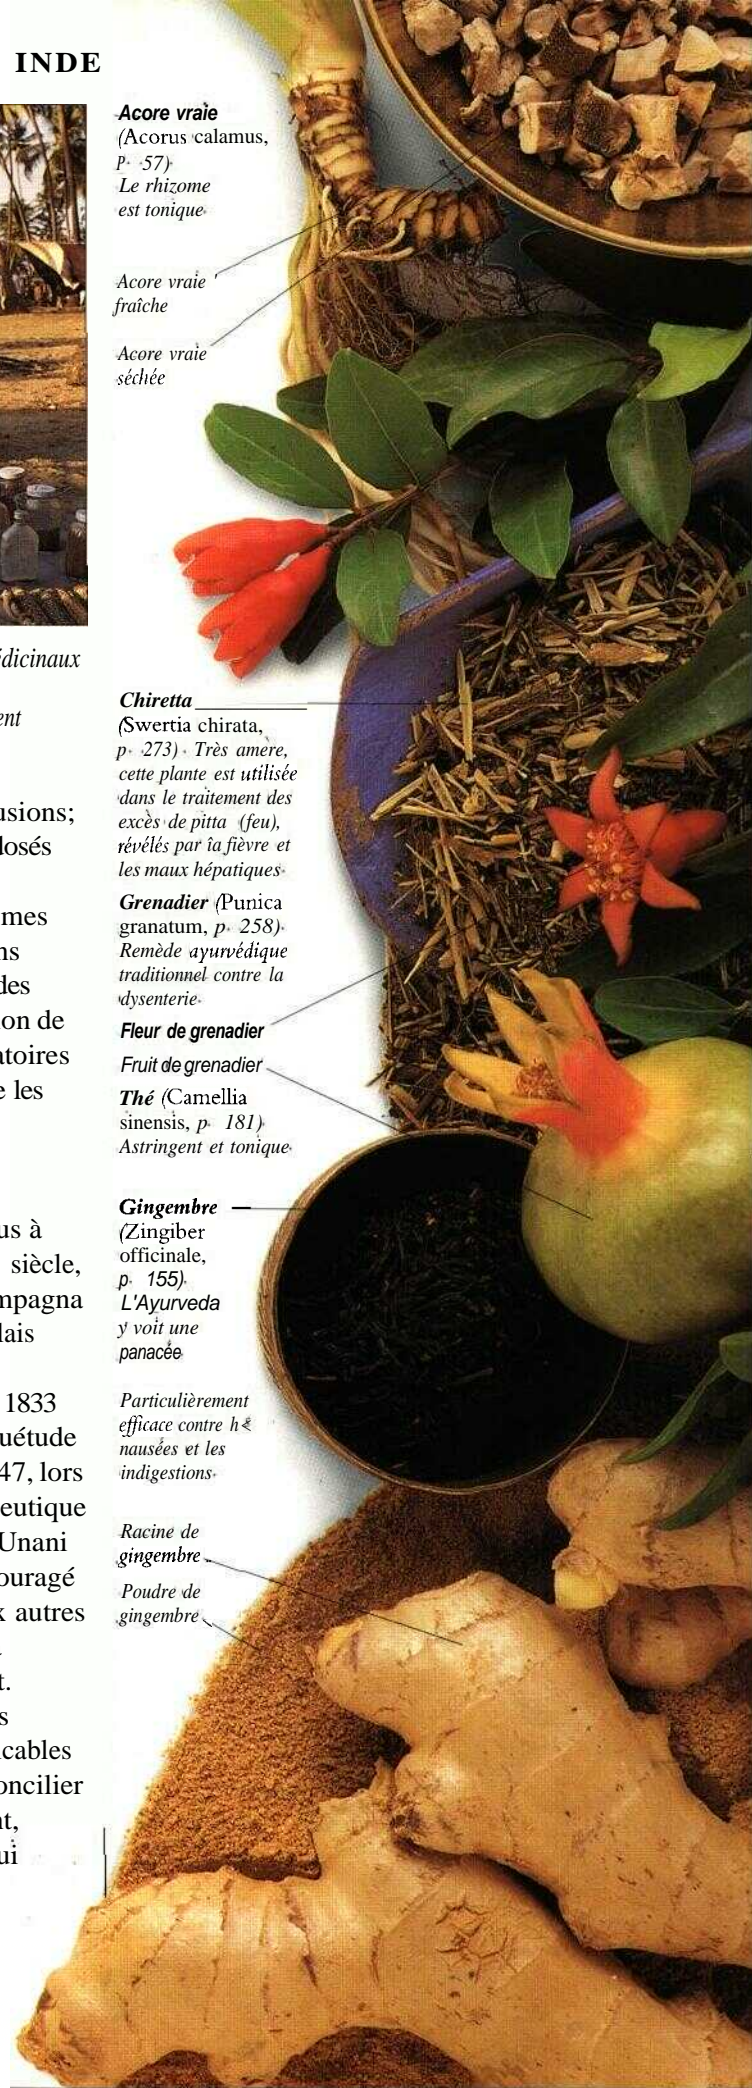 INDE
Acore vraie
(Acorus calamus,
P. 57).
Le rhizome
est tonique.
Acore vraie
fraîche
Acore vraie
séchée
édicinaux
ent
Chiretta
(Swertia chirata,
p. 273). Très amère,
cette plante est utilisée
dans le traitement des
excès de pitta (feu),
révélés par îa fièvre et
les maux hépatiques.
Grenadier (Punica
granatum, p. 258).
Remède ayurvédique
traditionnel contre la
dysenterie.
Fleur de grenadier
Fruit de grenadier
Thé (Camellia
sinensis, p. 181).
Astringent et tonique.
Gingembre
(Zingiber
officinale,
p. 155).
L'Ayurveda
y voit une
panacée
Particulièrement
efficace contre
nausées et les
indigestions.
Racine de
gingembre
Poudre de
gingembre
usions;
losés
mes
ns
des
on de
atoires
e les
us à
siècle,
mpagna
lais
1833
uétude
47, lors
eutique
Unani
ouragé
x autres
t.
s
cables
oncilier
nt,
ui